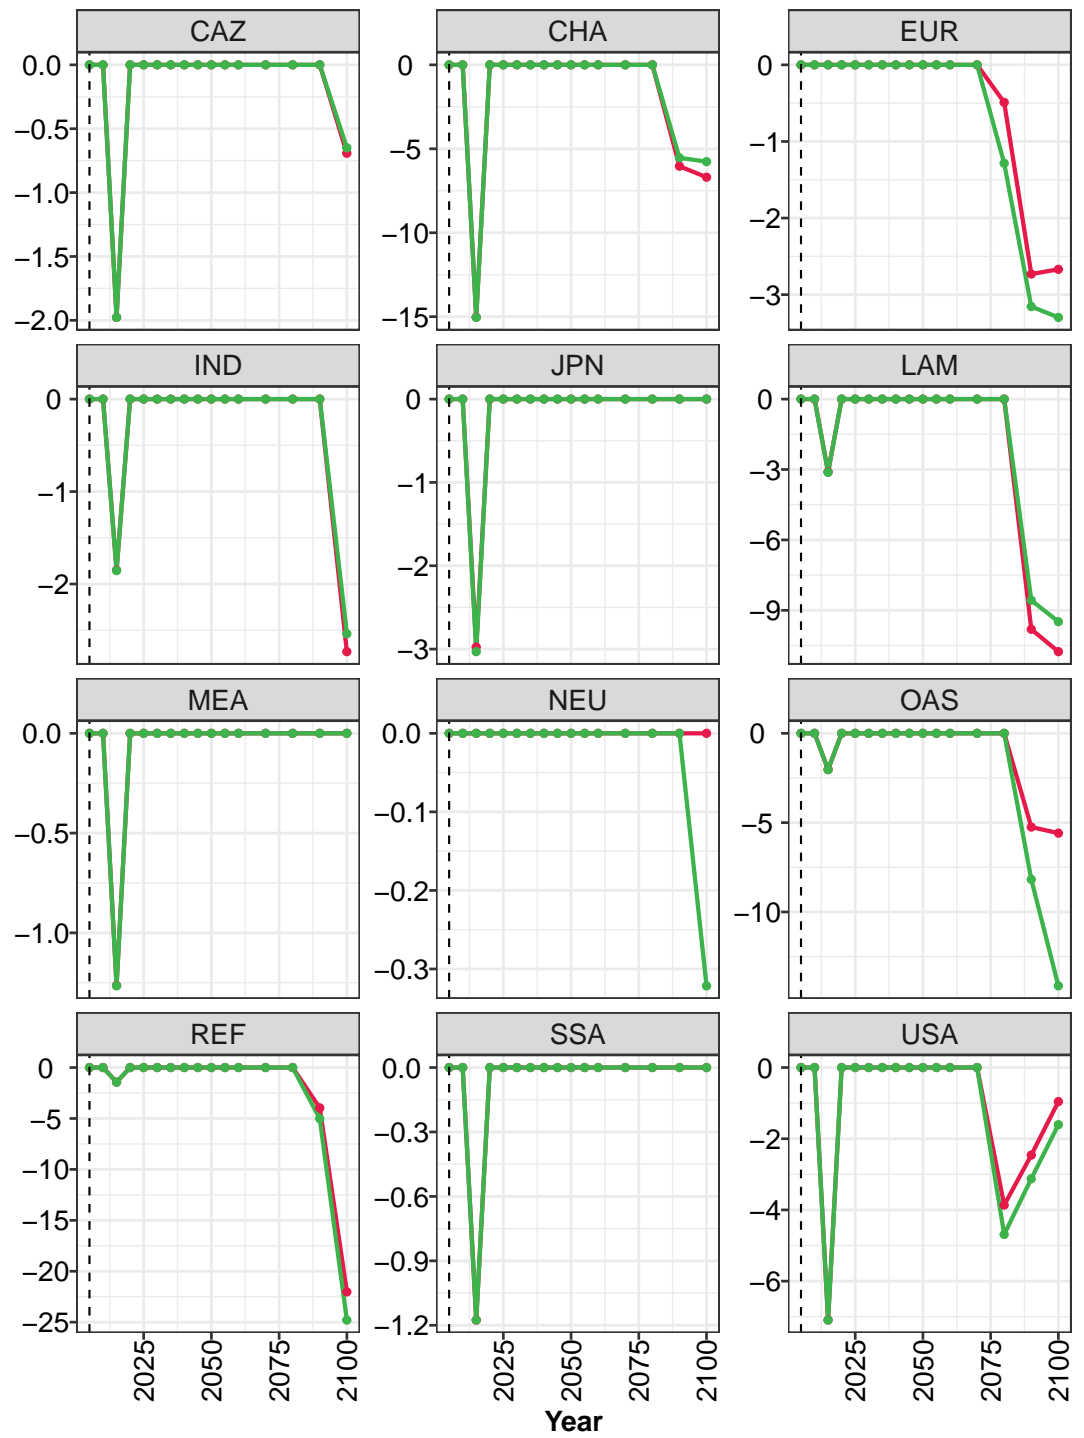 CAZ CHA EUR
0.0 0 0
−0.5 −5 −1
−1.0 −10 −2
−1.5 −15 −3
−2.0
IND JPN LAM
0 0 0
−1 −1 −3
−2 −2 −6
−3 −9
MEA NEU OAS
0.0 0.0 0
−0.5 −0.1 −5
−1.0 −0.2 −10
−0.3
REF SSA USA
0 0.0 0
−5 −0.3 −2
−10 −0.6 −4
−15 −0.9 −6
−20 −1.2
−25
2025 2050 2075 2100 2025 2050 2075 2100 2025 2050 2075 2100
Year